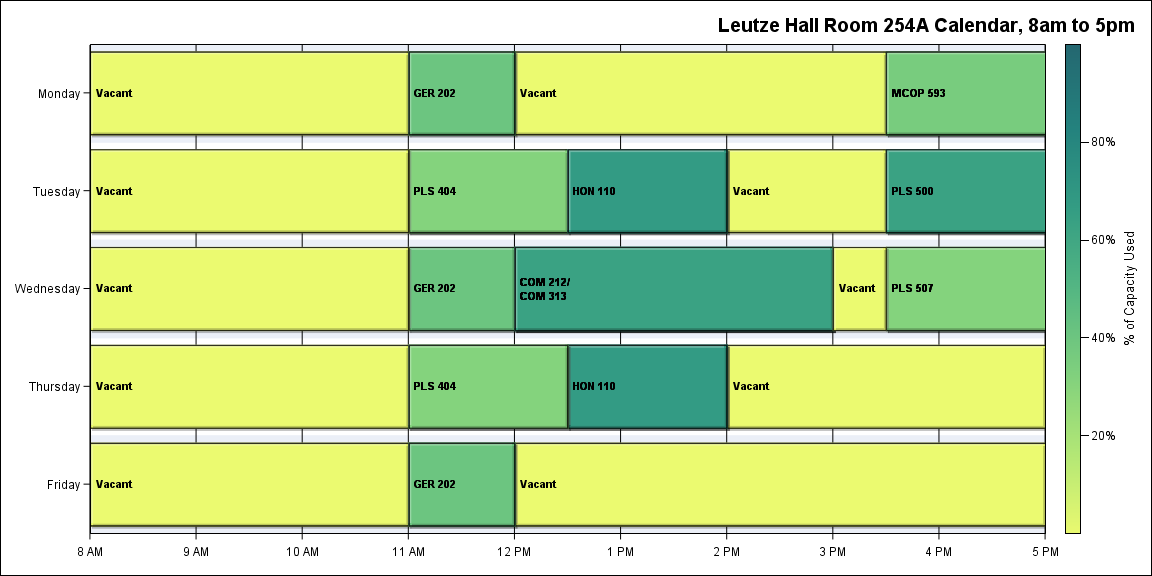 Leutze Hall Room 254A Calendar, 8am to 5pm
Monday
Vacant
GER 202
Vacant
MCOP 593
Tuesday
Vacant
PLS 404
HON 110
Vacant
PLS 500
Wednesday
Vacant
GER 202
COM 212/
COM 313
Vacant
PLS 507
Thursday
Vacant
PLS 404
HON 110
Vacant
Friday
Vacant
GER 202
Vacant
8 AM
9 AM
10 AM
11 AM
12 PM
1 PM
2 PM
3 PM
4 PM
5 PM
80%
60%
40%
20%
% of Capacity Used